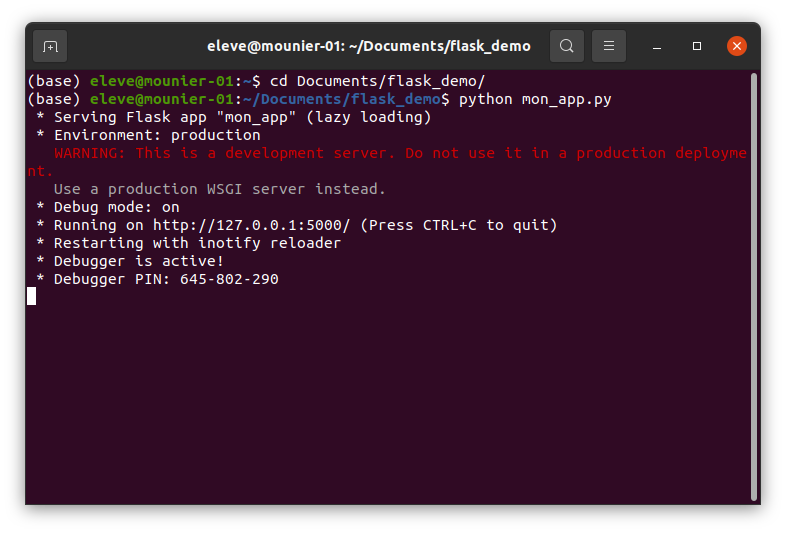 eleve@mounier-01: ~/Documents/flask_demo
(base) eleve@mounier-01:~$ cd Documents/flask_demo/
(base) eleve@mounier-01:~/Documents/flask_demo$ python mon_app.py
 * Serving Flask app "mon_app" (lazy loading)
 * Environment: production
   WARNING: This is a development server. Do not use it in a production deployme
nt.
   Use a production WSGI server instead.
 * Debug mode: on
 * Running on http://127.0.0.1:5000/ (Press CTRL+C to quit)
 * Restarting with inotify reloader
 * Debugger is active!
 * Debugger PIN: 645-802-290